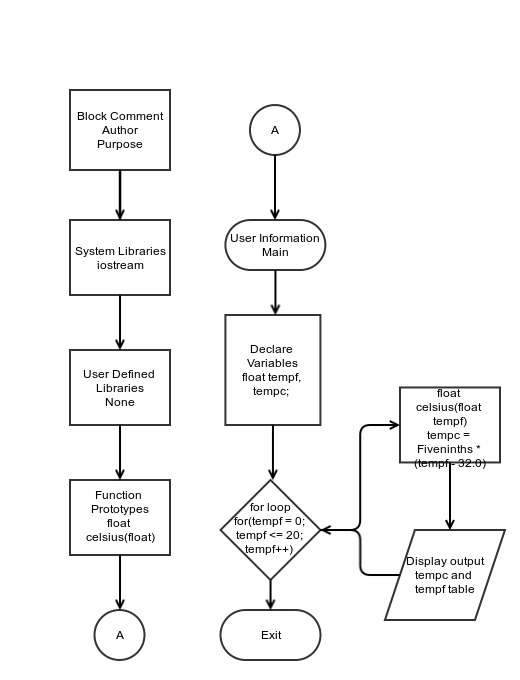 Block Comment
Author
Purpose
System Libraries
iostream
User Defined
Libraries
None
Function
Prototypes
float
celsius(float)
A
A
User Information
Main
Declare
Variables
float tempf,
tempc;
for loop
for(tempf = 0;
tempf <= 20;
tempf++)
Exit
float
celsius(float
tempf)
tempc =
Fiveninths *
(tempf - 32.0)
Display output
tempc and
tempf table